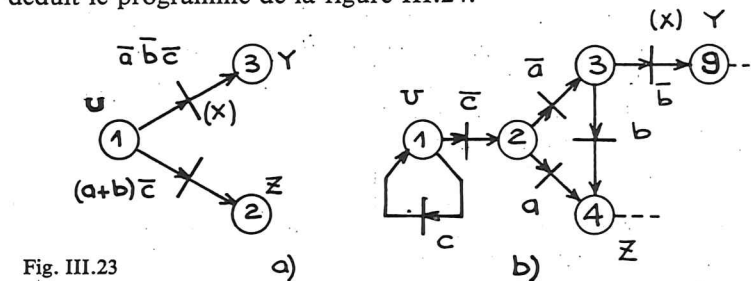 déduit le programme de la figure III.24.
a̅ b̅ c̅
3 Y
(X)
U
1
(a+b) c̅
Z
2
Fig. III.23
a)
(X) Y
a̅ 3 9
b̅
U c̅
1 2 b
a 4
c Z
b)